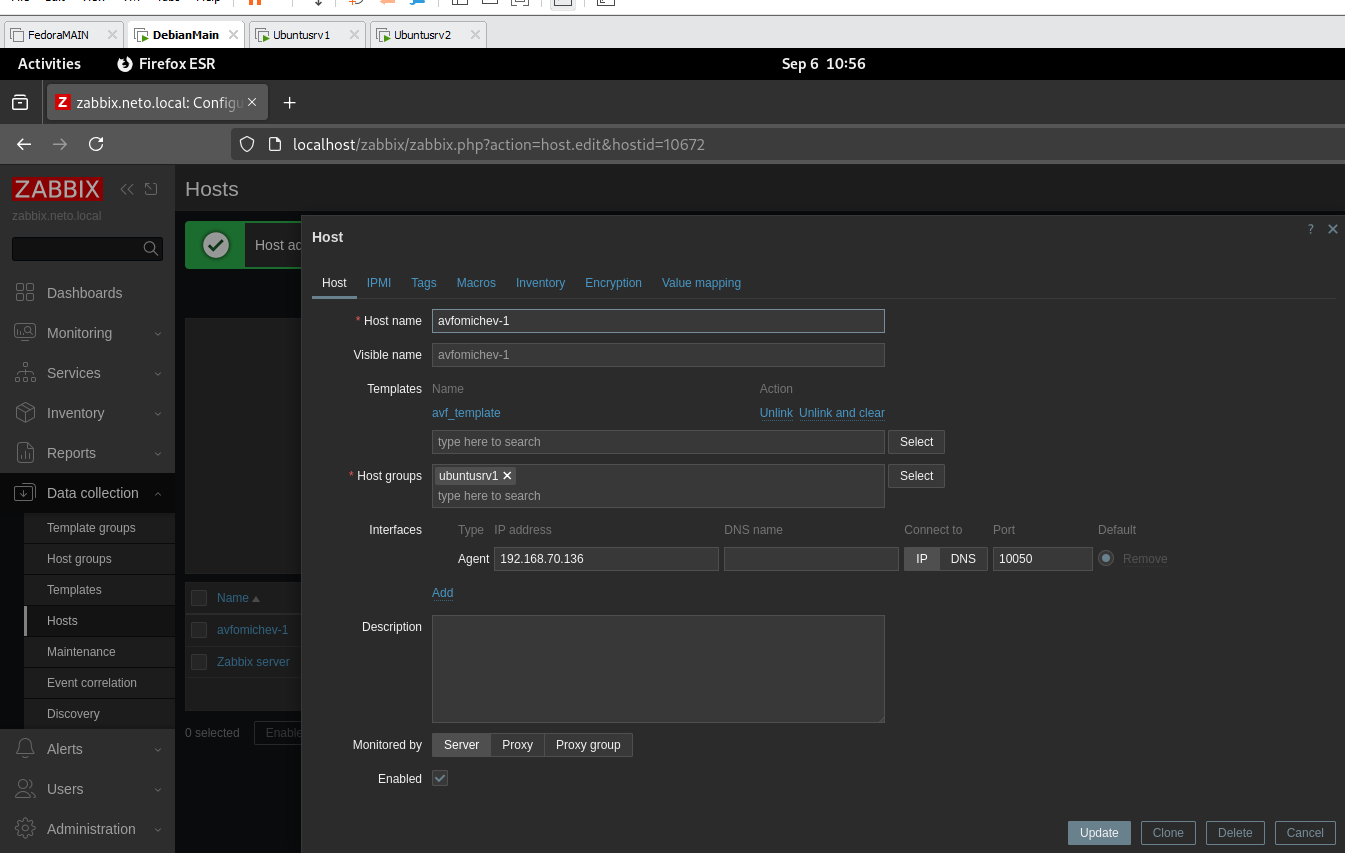 FedoraMAIN
DebianMain
Ubuntusrv1
Ubuntusrv2
Activities
Firefox ESR
Sep 6 10:56
Z zabbix.neto.local: Configu
localhost/zabbix/zabbix.php?action=host.edit&hostid=10672
ZABBIX
zabbix.neto.local
Dashboards
Monitoring
Services
Inventory
Reports
Data collection
Template groups
Host groups
Templates
Hosts
Maintenance
Event correlation
Discovery
Alerts
Users
Administration
Hosts
Host ad
Name
avfomichev-1
Zabbix server
0 selected
Enable
Host
?
Host IPMI Tags Macros Inventory Encryption Value mapping
* Host name avfomichev-1
Visible name avfomichev-1
Templates Name Action
avf_template Unlink Unlink and clear
type here to search Select
* Host groups ubuntusrv1 Select
type here to search
Interfaces Type IP address DNS name Connect to Port Default
Agent 192.168.70.136 IP DNS 10050 Remove
Add
Description
Monitored by Server Proxy Proxy group
Enabled
Update Clone Delete Cancel